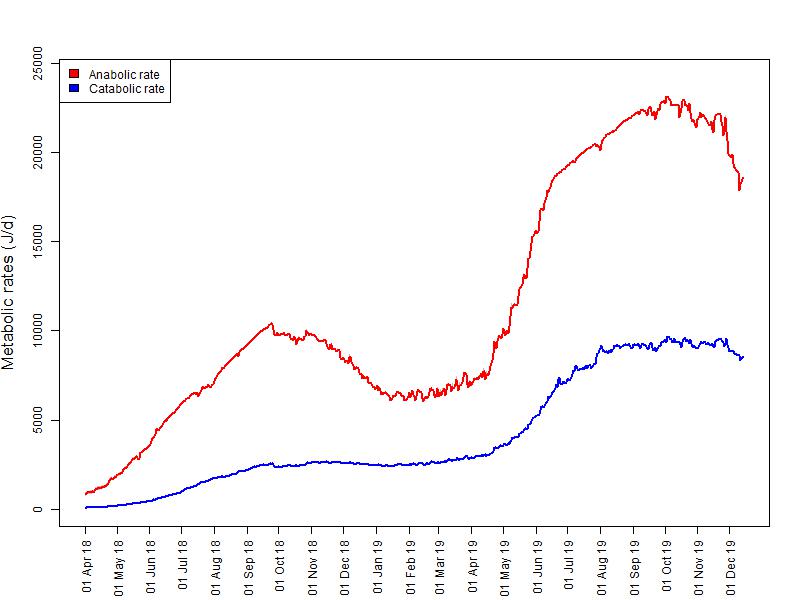 Anabolic rate
Catabolic rate
Metabolic rates (J/d)
25000
20000
15000
10000
5000
0
01 Apr 18
01 May 18
01 Jun 18
01 Jul 18
01 Aug 18
01 Sep 18
01 Oct 18
01 Nov 18
01 Dec 18
01 Jan 19
01 Feb 19
01 Mar 19
01 Apr 19
01 May 19
01 Jun 19
01 Jul 19
01 Aug 19
01 Sep 19
01 Oct 19
01 Nov 19
01 Dec 19